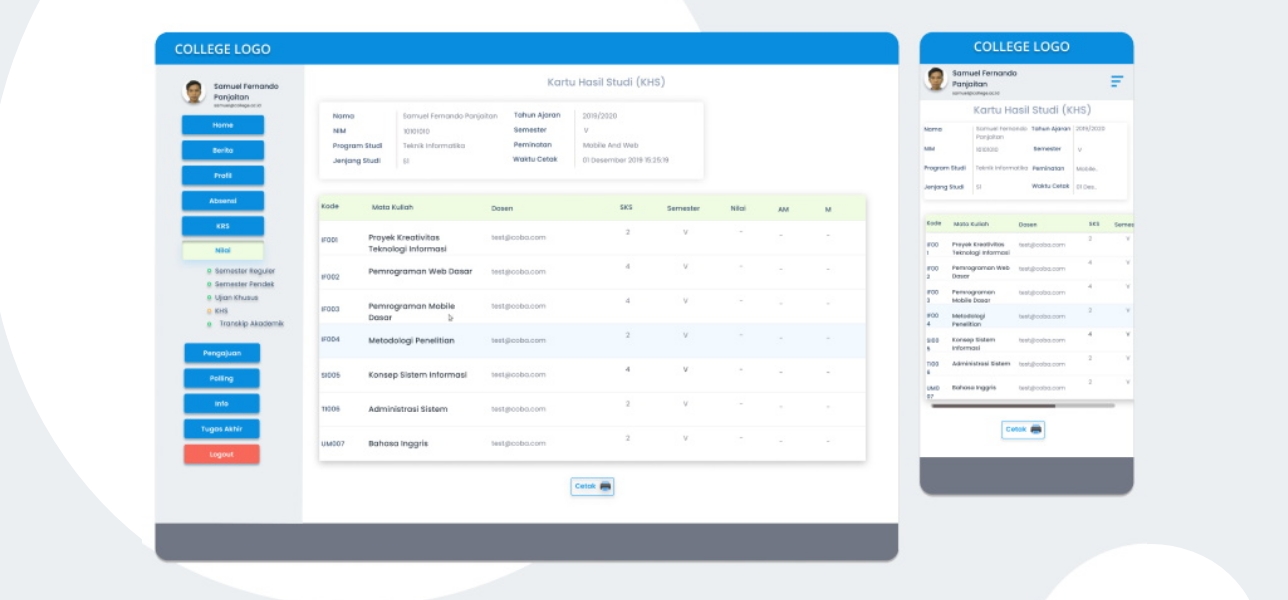 COLLEGE LOGO
Samuel Fernando
Panjaitan
Home
Berita
Profil
Absensi
KRS
Nilai
Semester Reguler
Semester Pendek
Ujian Khusus
KHS
Transkip Akademik
Pengajuan
Polling
Info
Tugas Akhir
Logout
Kartu Hasil Studi (KHS)
Nama Samuel Fernando Panjaitan Tahun Ajaran 2019/2020
NIM 10101010 Semester V
Program Studi Teknik Informatika Peminatan Mobile And Web
Jenjang Studi S1 Waktu Cetak 01 Desember 2019 16:25:19
Kode Mata Kuliah Dosen SKS Semester Nilai AM M
IF001 Proyek Kreativitas Teknologi Informasi test@coba.com 2 V - - -
IF002 Pemrograman Web Dasar test@coba.com 4 V - - -
IF003 Pemrograman Mobile Dasar test@coba.com 4 V - - -
IF004 Metodologi Penelitian test@coba.com 2 V - - -
SI005 Konsep Sistem Informasi test@coba.com 4 V - - -
TI006 Administrasi Sistem test@coba.com 2 V - - -
UM007 Bahasa Inggris test@coba.com 2 V - - -
Cetak
COLLEGE LOGO
Samuel Fernando
Panjaitan
Kartu Hasil Studi (KHS)
Nama Samuel Fernando Panjaitan Tahun Ajaran 2019/2020
NIM 10101010 Semester V
Program Studi Teknik Informatika Peminatan Mobile..
Jenjang Studi S1 Waktu Cetak 01 Des..
Kode Mata Kuliah Dosen SKS Semes
IF001 Proyek Kreativitas Teknologi Informasi test@coba.com 2 V
IF002 Pemrograman Web Dasar test@coba.com 4 V
IF003 Pemrograman Mobile Dasar test@coba.com 4 V
IF004 Metodologi Penelitian test@coba.com 2 V
SI005 Konsep Sistem Informasi test@coba.com 4 V
TI006 Administrasi Sistem test@coba.com 2 V
UM007 Bahasa Inggris test@coba.com 2 V
Cetak